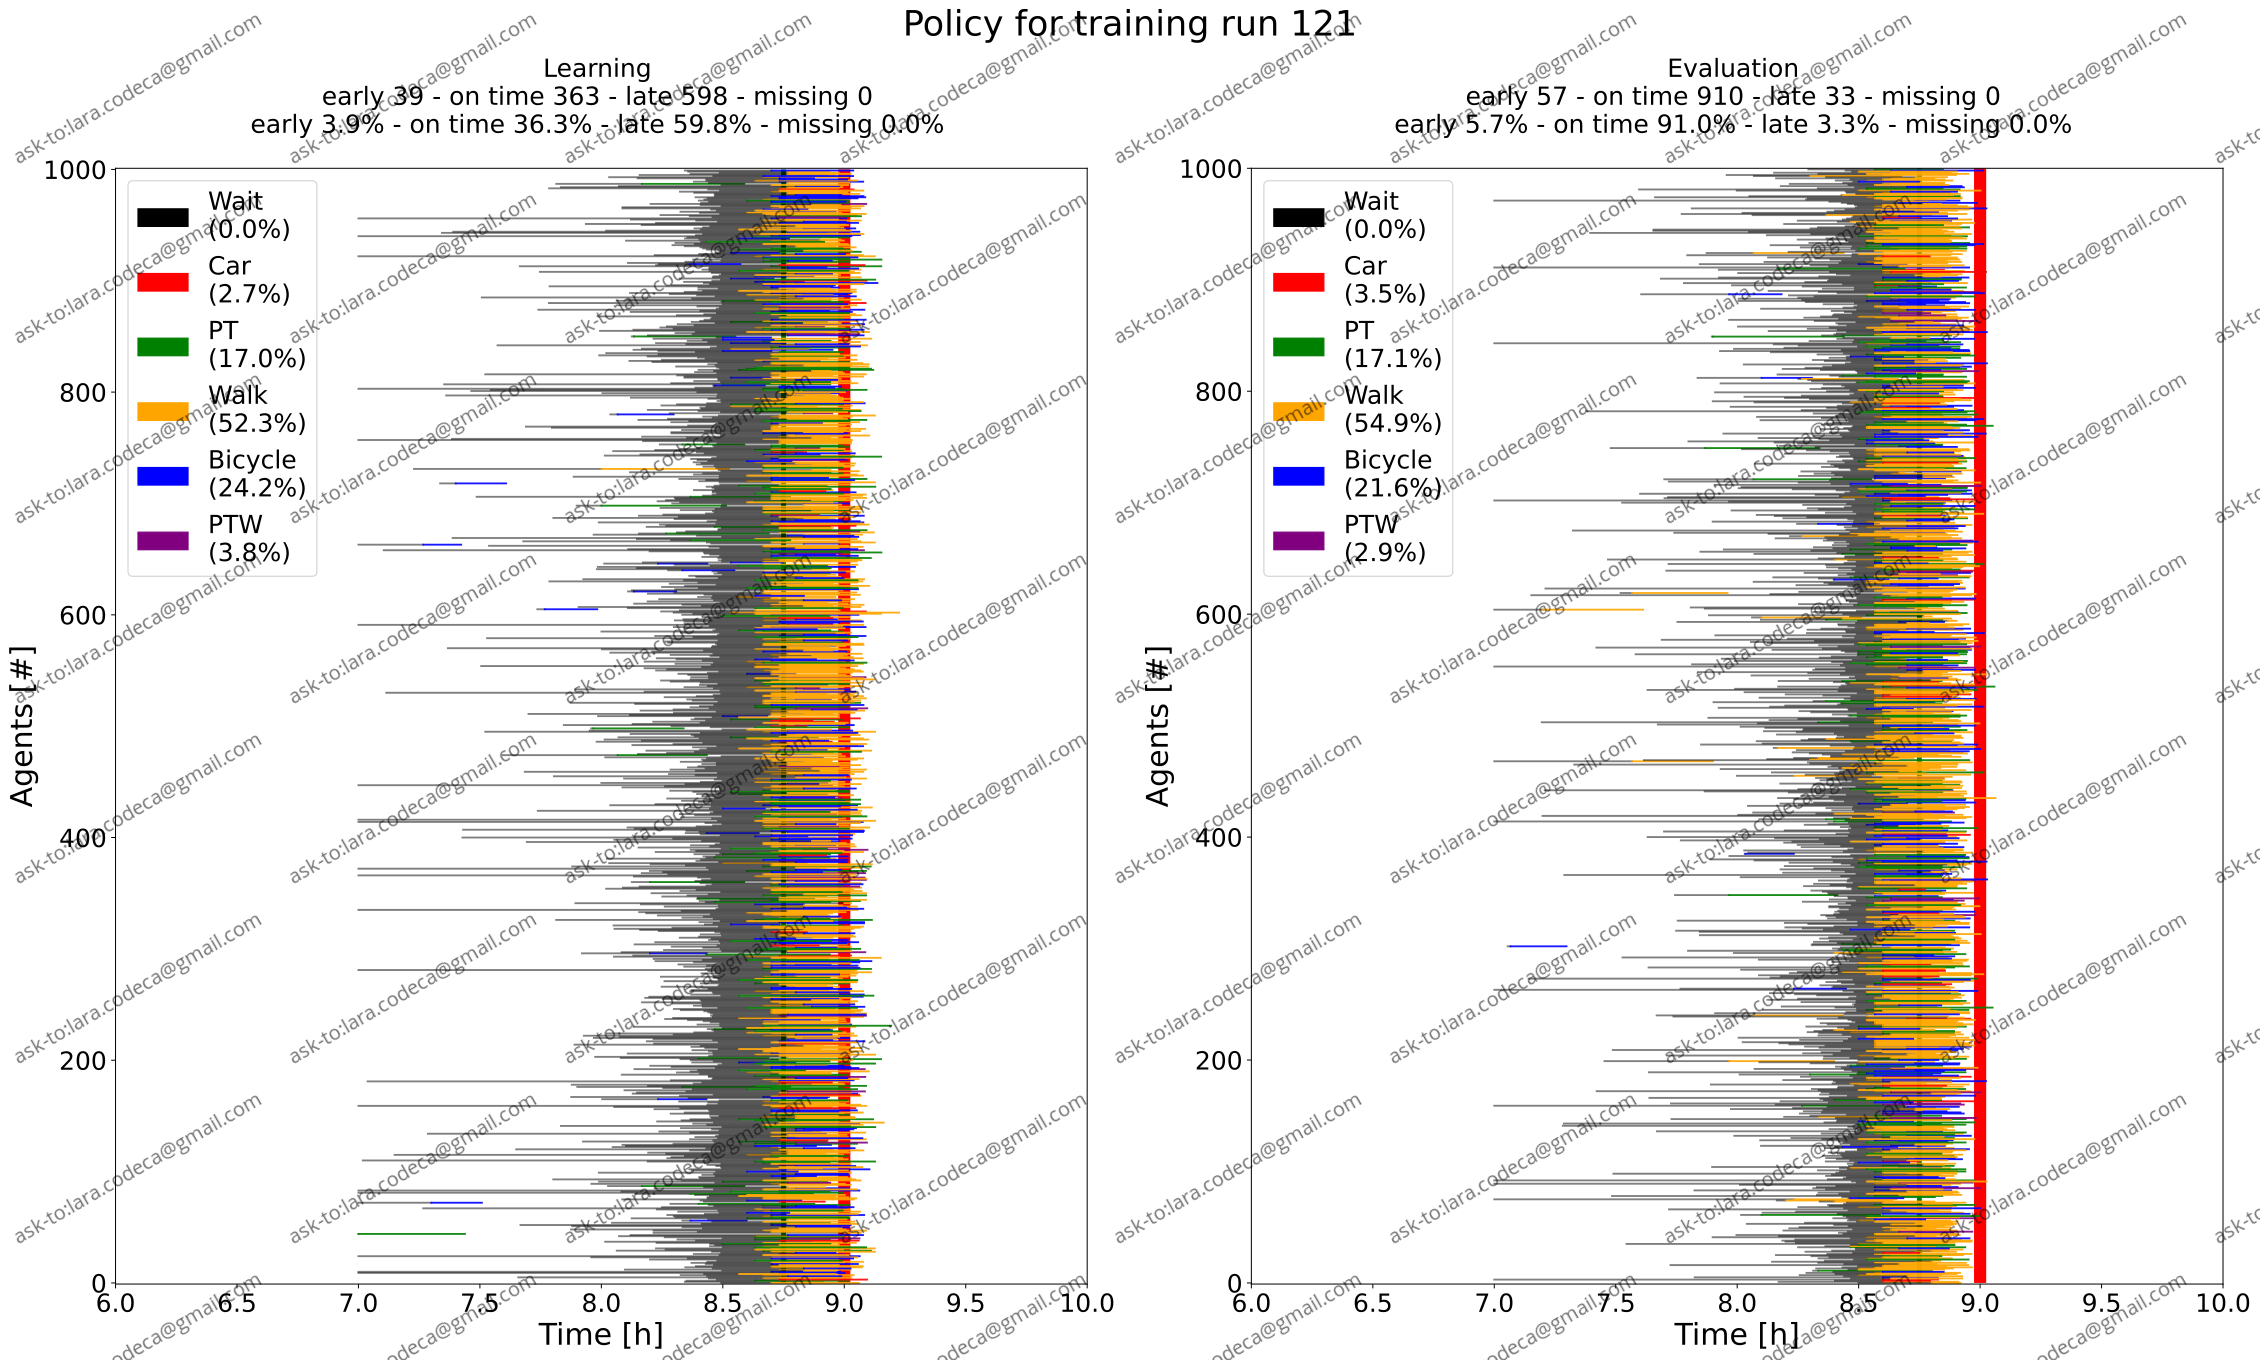 Policy for training run 121
Learning
early 39 - on time 363 - late 598 - missing 0
early 3.9% - on time 36.3% - late 59.8% - missing 0.0%
1000
800
600
400
200
0
Agents [#]
Wait
(0.0%)
Car
(2.7%)
PT
(17.0%)
Walk
(52.3%)
Bicycle
(24.2%)
PTW
(3.8%)
6.0 6.5 7.0 7.5 8.0 8.5 9.0 9.5 10.0
Time [h]
Evaluation
early 57 - on time 910 - late 33 - missing 0
early 5.7% - on time 91.0% - late 3.3% - missing 0.0%
1000
800
600
400
200
0
Agents [#]
Wait
(0.0%)
Car
(3.5%)
PT
(17.1%)
Walk
(54.9%)
Bicycle
(21.6%)
PTW
(2.9%)
6.0 6.5 7.0 7.5 8.0 8.5 9.0 9.5 10.0
Time [h]
ask-to:lara.codeca@gmail.com